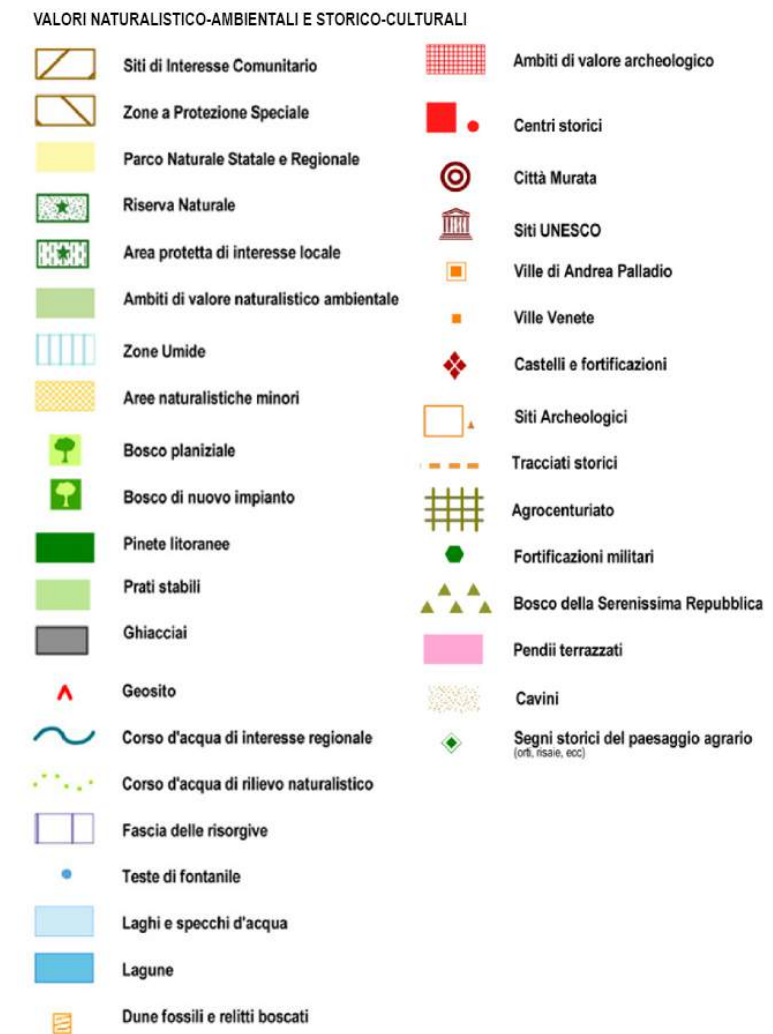 VALORI NATURALISTICO-AMBIENTALI E STORICO-CULTURALI
Siti di Interesse Comunitario
Zone a Protezione Speciale
Parco Naturale Statale e Regionale
Riserva Naturale
Area protetta di interesse locale
Ambiti di valore naturalistico ambientale
Zone Umide
Aree naturalistiche minori
Bosco planiziale
Bosco di nuovo impianto
Pinete litoranee
Prati stabili
Ghiacciai
Geosito
Corso d'acqua di interesse regionale
Corso d'acqua di rilievo naturalistico
Fascia delle risorgive
Teste di fontanile
Laghi e specchi d'acqua
Lagune
Dune fossili e relitti boscati
Ambiti di valore archeologico
Centri storici
Città Murata
Siti UNESCO
Ville di Andrea Palladio
Ville Venete
Castelli e fortificazioni
Siti Archeologici
Tracciati storici
Agrocenturiato
Fortificazioni militari
Bosco della Serenissima Repubblica
Pendii terrazzati
Cavini
Segni storici del paesaggio agrario
(orti, risaie, ecc)